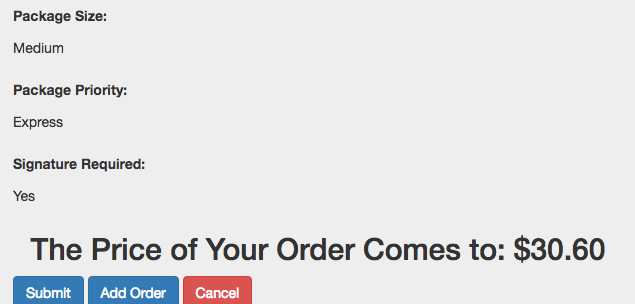 Package Size:
Medium
Package Priority:
Express
Signature Required:
Yes
The Price of Your Order Comes to: $30.60
Submit Add Order Cancel